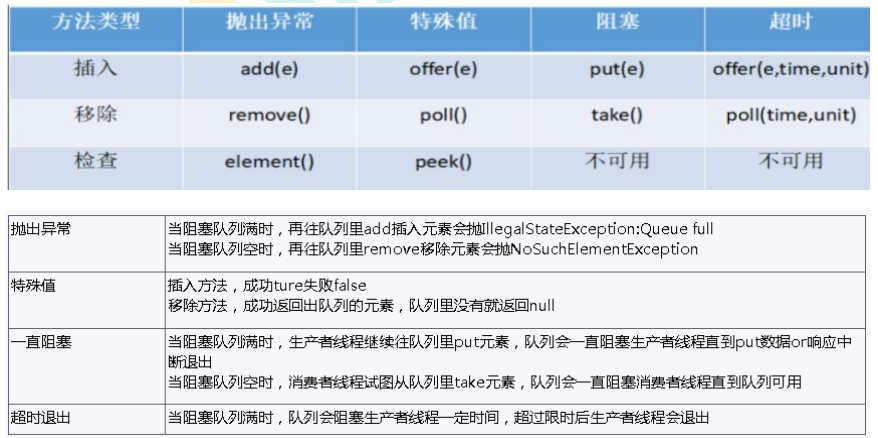 方法类型 抛出异常 特殊值 阻塞 超时
插入 add(e) offer(e) put(e) offer(e,time,unit)
移除 remove() poll() take() poll(time,unit)
检查 element() peek() 不可用 不可用
抛出异常 当阻塞队列满时，再往队列里add插入元素会抛IllegalStateException:Queue full
当阻塞队列空时，再往队列里remove移除元素会抛NoSuchElementException
特殊值 插入方法，成功ture失败false
移除方法，成功返回出队列的元素，队列里没有就返回null
一直阻塞 当阻塞队列满时，生产者线程继续往队列里put元素，队列会一直阻塞生产者线程直到put数据or响应中
断退出
当阻塞队列空时，消费者线程试图从队列里take元素，队列会一直阻塞消费者线程直到队列可用
超时退出 当阻塞队列满时，队列会阻塞生产者线程一定时间，超过限时后生产者线程会退出